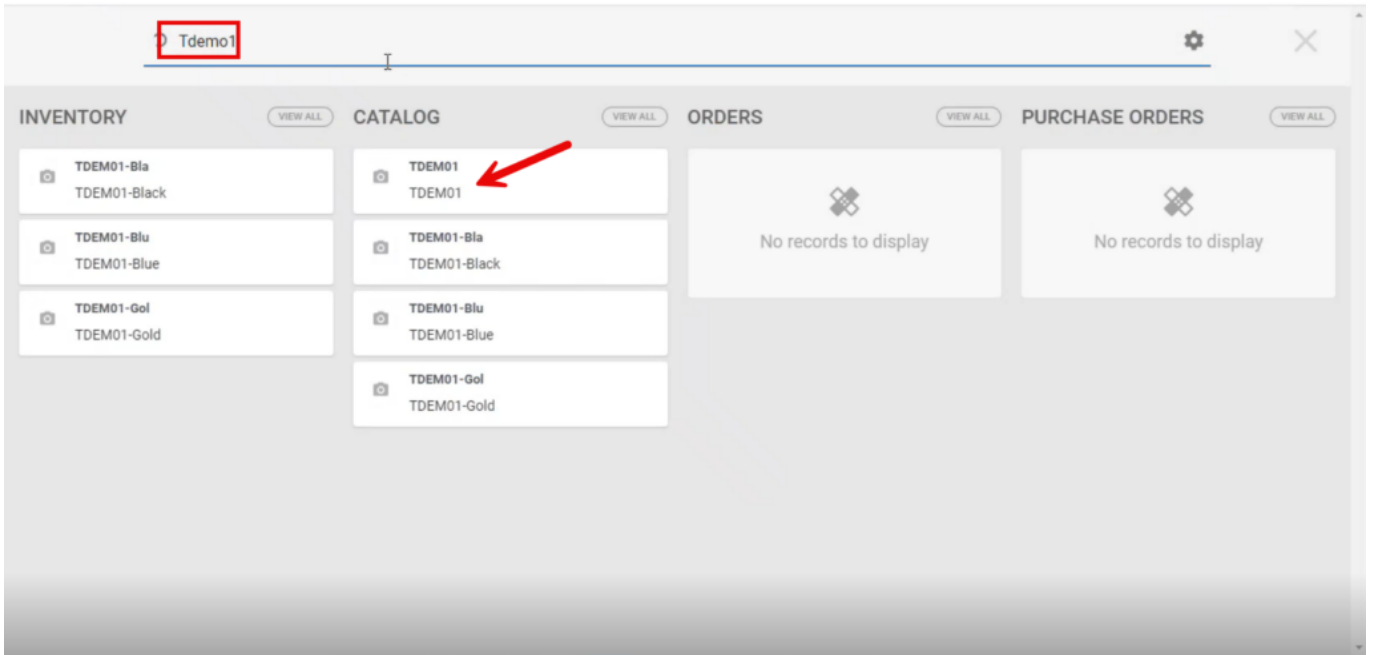 Tdemo1
INVENTORY
VIEW ALL
TDEM01-Bla
TDEM01-Black
TDEM01-Blu
TDEM01-Blue
TDEM01-Gol
TDEM01-Gold
CATALOG
VIEW ALL
TDEM01
TDEM01
TDEM01-Bla
TDEM01-Black
TDEM01-Blu
TDEM01-Blue
TDEM01-Gol
TDEM01-Gold
ORDERS
VIEW ALL
No records to display
PURCHASE ORDERS
VIEW ALL
No records to display